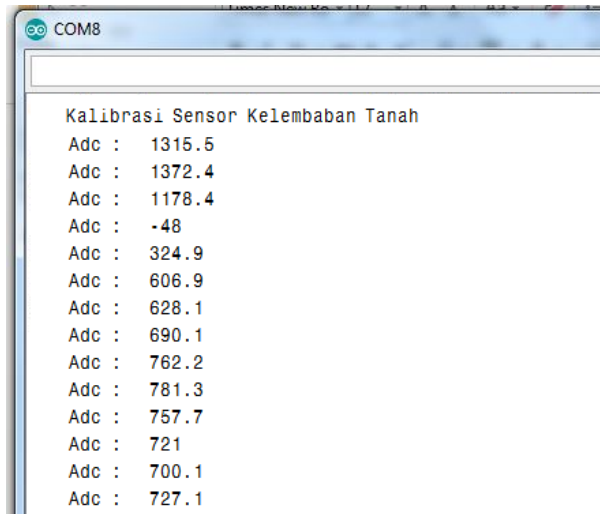 COM8
Kalibrasi Sensor Kelembaban Tanah
Adc : 1315.5
Adc : 1372.4
Adc : 1178.4
Adc : -48
Adc : 324.9
Adc : 606.9
Adc : 628.1
Adc : 690.1
Adc : 762.2
Adc : 781.3
Adc : 757.7
Adc : 721
Adc : 700.1
Adc : 727.1